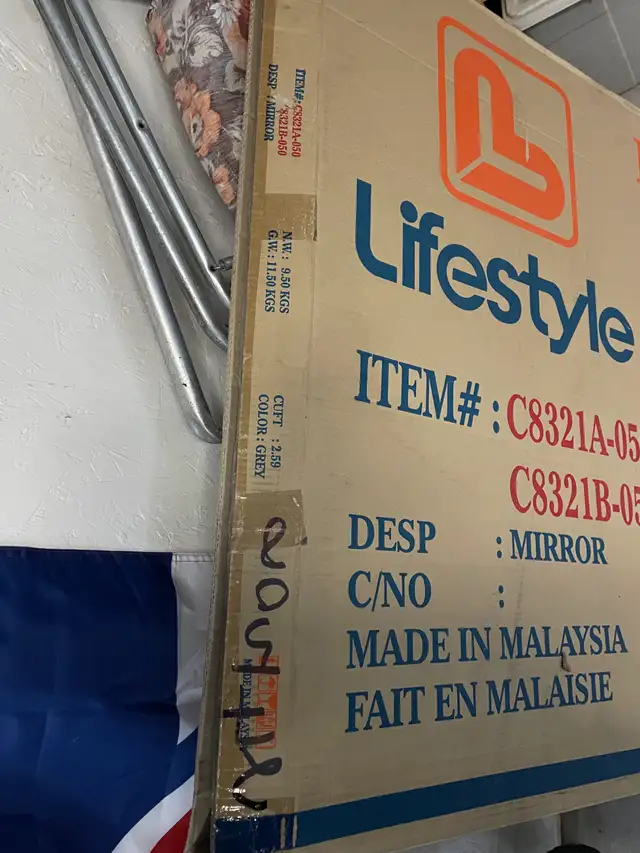 ITEM#: C8321A-050
C8321B-050
DESP : MIRROR
N.W. : 9.50 KGS
G.W. : 11.50 KGS
CUFT : 2.59
COLOR : GREY
Lifestyle
ITEM# : C8321A-05
C8321B-05
DESP : MIRROR
C/NO :
MADE IN MALAYSIA
FAIT EN MALAISIE